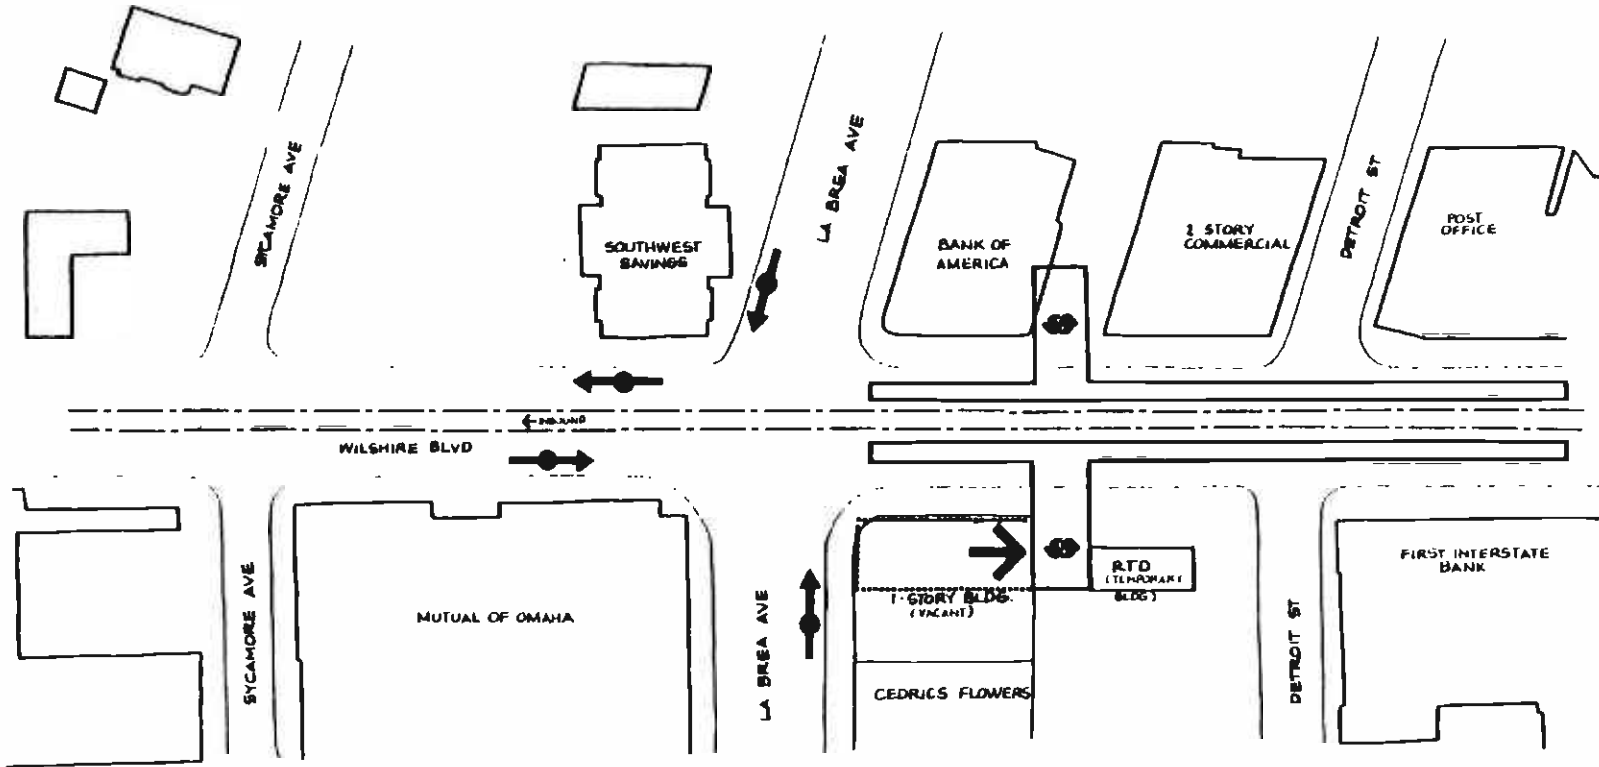 SYCAMORE AVE
SOUTHWEST
SAVINGS
LA BREA AVE
BANK OF
AMERICA
2 STORY
COMMERCIAL
DETROIT ST
POST
OFFICE
INBOUND
WILSHIRE BLVD
SYCAMORE AVE
MUTUAL OF OMAHA
LA BREA AVE
1-STORY BLDG.
(VACANT)
CEDRICS FLOWERS
RTD
(TEMPORARY
BLDG)
DETROIT ST
FIRST INTERSTATE
BANK